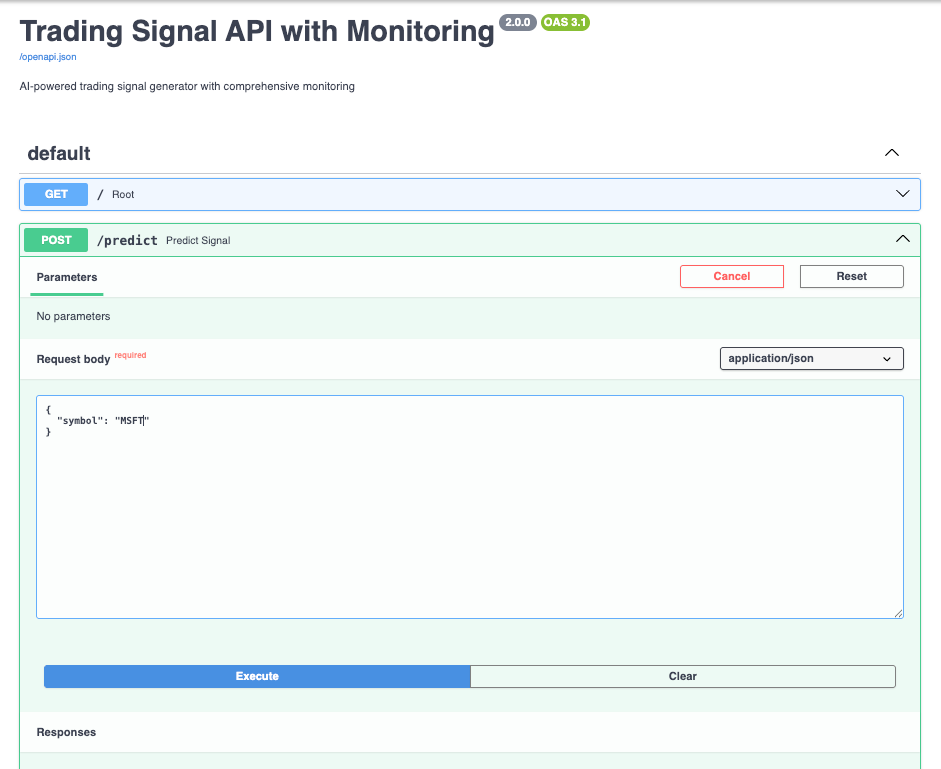 Trading Signal API with Monitoring 2.0.0 OAS 3.1
/openapi.json
AI-powered trading signal generator with comprehensive monitoring
default
GET / Root
POST /predict Predict Signal
Parameters Cancel Reset
No parameters
Request body required application/json
{
"symbol": "MSFT"
}
Execute Clear
Responses